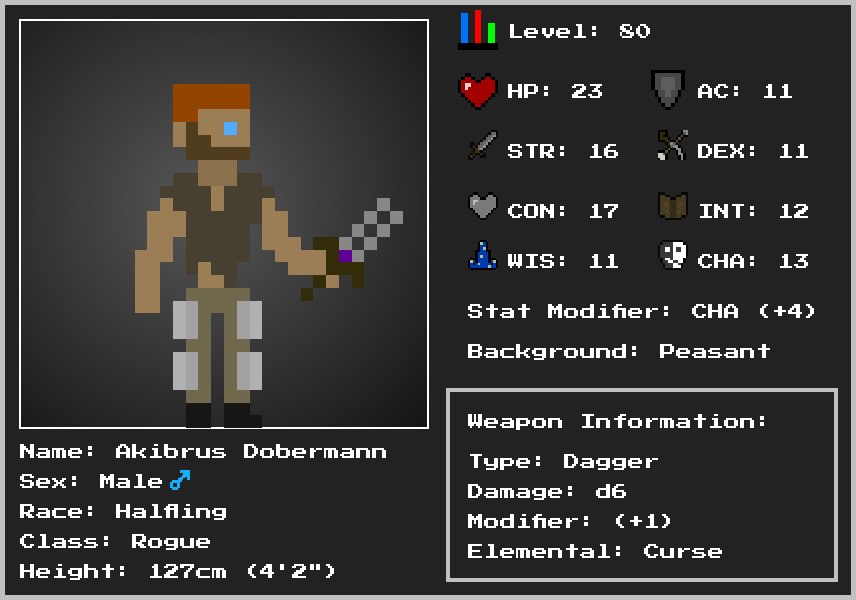 Level: 80
HP: 23
AC: 11
STR: 16
DEX: 11
CON: 17
INT: 12
WIS: 11
CHA: 13
Stat Modifier: CHA (+4)
Background: Peasant
Weapon Information:
Type: Dagger
Damage: d6
Modifier: (+1)
Elemental: Curse
Name: Akibrus Dobermann
Sex: Male♂
Race: Halfling
Class: Rogue
Height: 127cm (4'2")